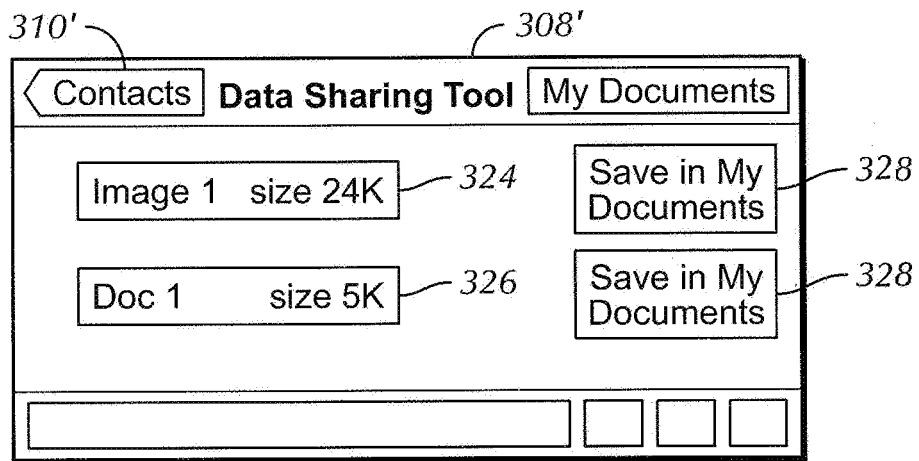 310'
308'
Contacts
Data Sharing Tool
My Documents
Image 1 size 24K
324
Save in My
Documents
328
Doc 1 size 5K
326
Save in My
Documents
328